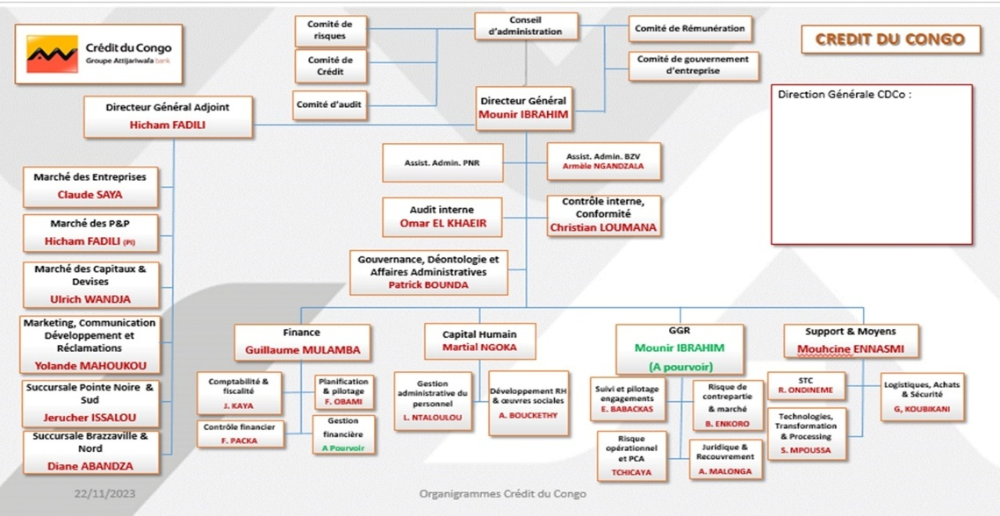 Crédit du Congo
Groupe Attijariwafa bank
Comité de
risques
Comité de
Crédit
Comité d'audit
Conseil
d'administration
Comité de Rémunération
Comité de gouvernement
d'entreprise
CREDIT DU CONGO
Direction Générale CDCo :
Directeur Général Adjoint
Hicham FADILI
Directeur Général
Mounir IBRAHIM
Assist. Admin. PNR
Assist. Admin. BZV
Armèle NGANDZALA
Audit interne
Omar EL KHAEIR
Contrôle interne,
Conformité
Christian LOUMANA
Gouvernance, Déontologie et
Affaires Administratives
Patrick BOUNDA
Marché des Entreprises
Claude SAYA
Marché des P&P
Hicham FADILI (PI)
Marché des Capitaux &
Devises
Ulrich WANDJA
Marketing, Communication
Développement et
Réclamations
Yolande MAHOUKOU
Succursale Pointe Noire &
Sud
Jerucher ISSALOU
Succursale Brazzaville &
Nord
Diane ABANDZA
Finance
Guillaume MULAMBA
Comptabilité &
fiscalité
J. KAYA
Planification
& pilotage
F. OBAMI
Contrôle financier
F. PACKA
Gestion
financière
A Pourvoir
Capital Humain
Martial NGOKA
Gestion
administrative du
personnel
L. NTALOULOU
Développement RH
& œuvres sociales
A. BOUCKETHY
GGR
Mounir IBRAHIM
(A pourvoir)
Suivi et pilotage
engagements
E. BABACKAS
Risque de
contrepartie
& marché
B. ENKORO
Risque
opérationnel
et PCA
TCHICAYA
Juridique &
Recouvrement
A. MALONGA
Support & Moyens
Mouhcine ENNASMI
STC
R. ONDINEME
Logistiques, Achats
& Sécurité
G, KOUBIKANI
Technologies,
Transformation
& Processing
S. MPOUSSA
22/11/2023
Organigrammes Crédit du Congo